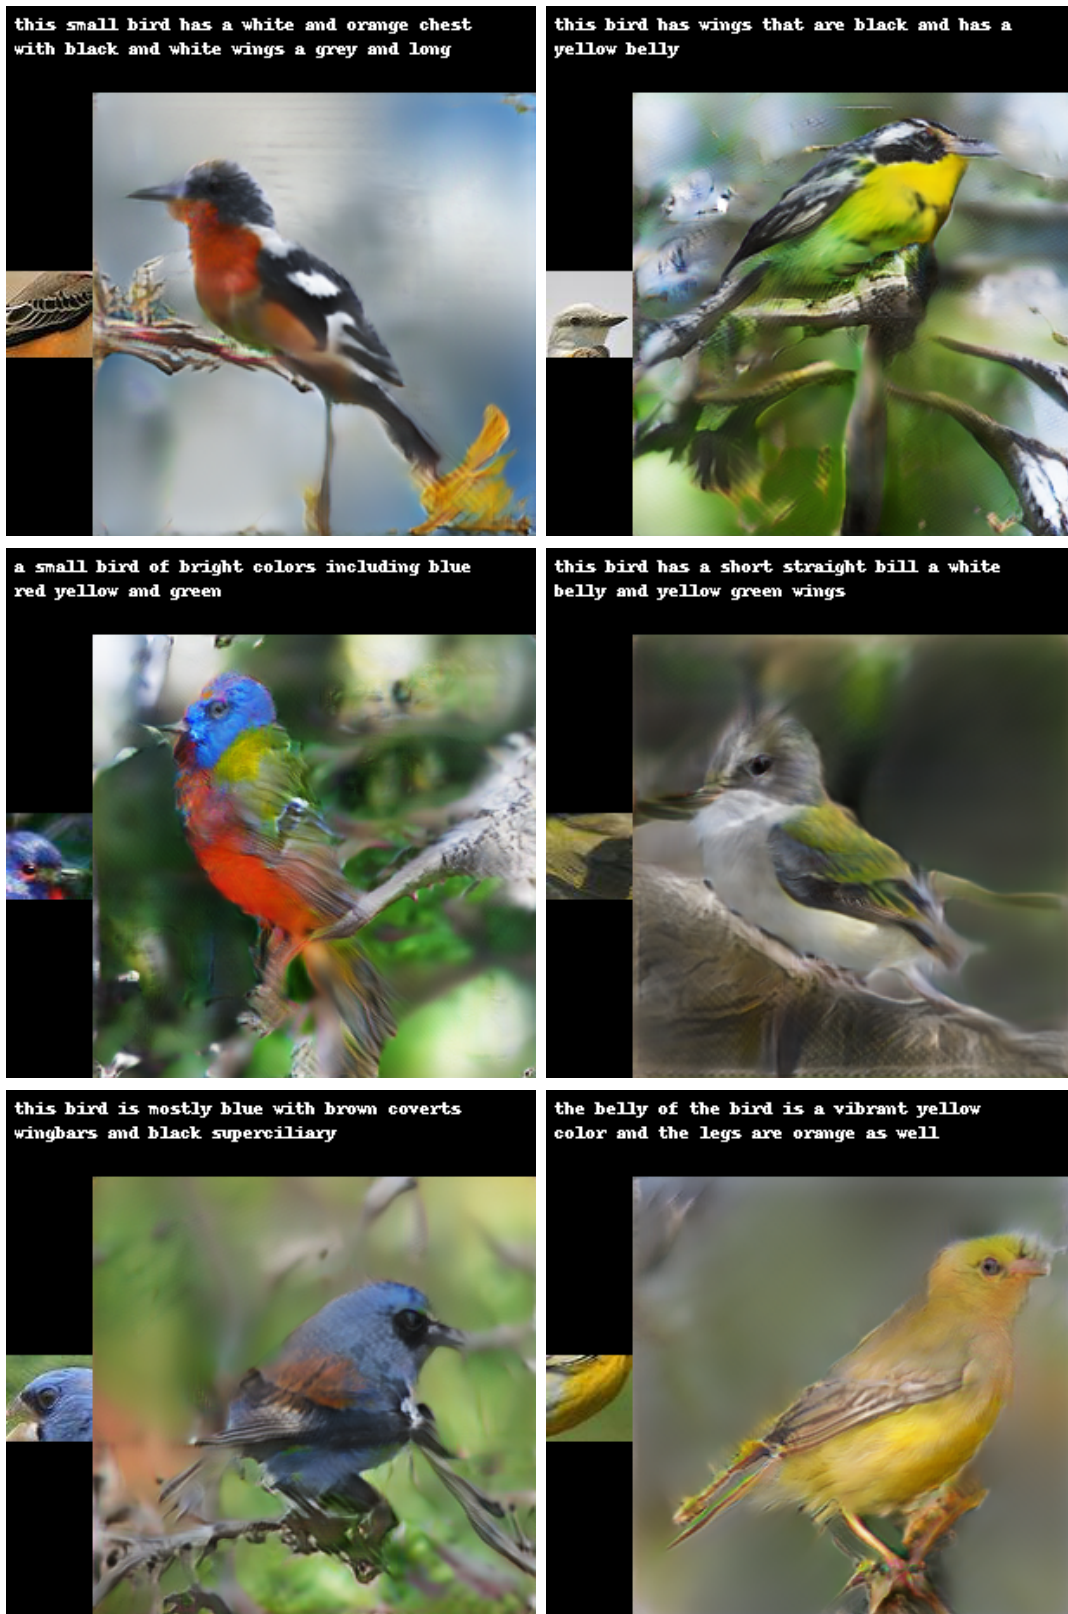 this small bird has a white and orange chest
with black and white wings a grey and long
this bird has wings that are black and has a
yellow belly
a small bird of bright colors including blue
red yellow and green
this bird has a short straight bill a white
belly and yellow green wings
this bird is mostly blue with brown coverts
wingbars and black superciliary
the belly of the bird is a vibrant yellow
color and the legs are orange as well